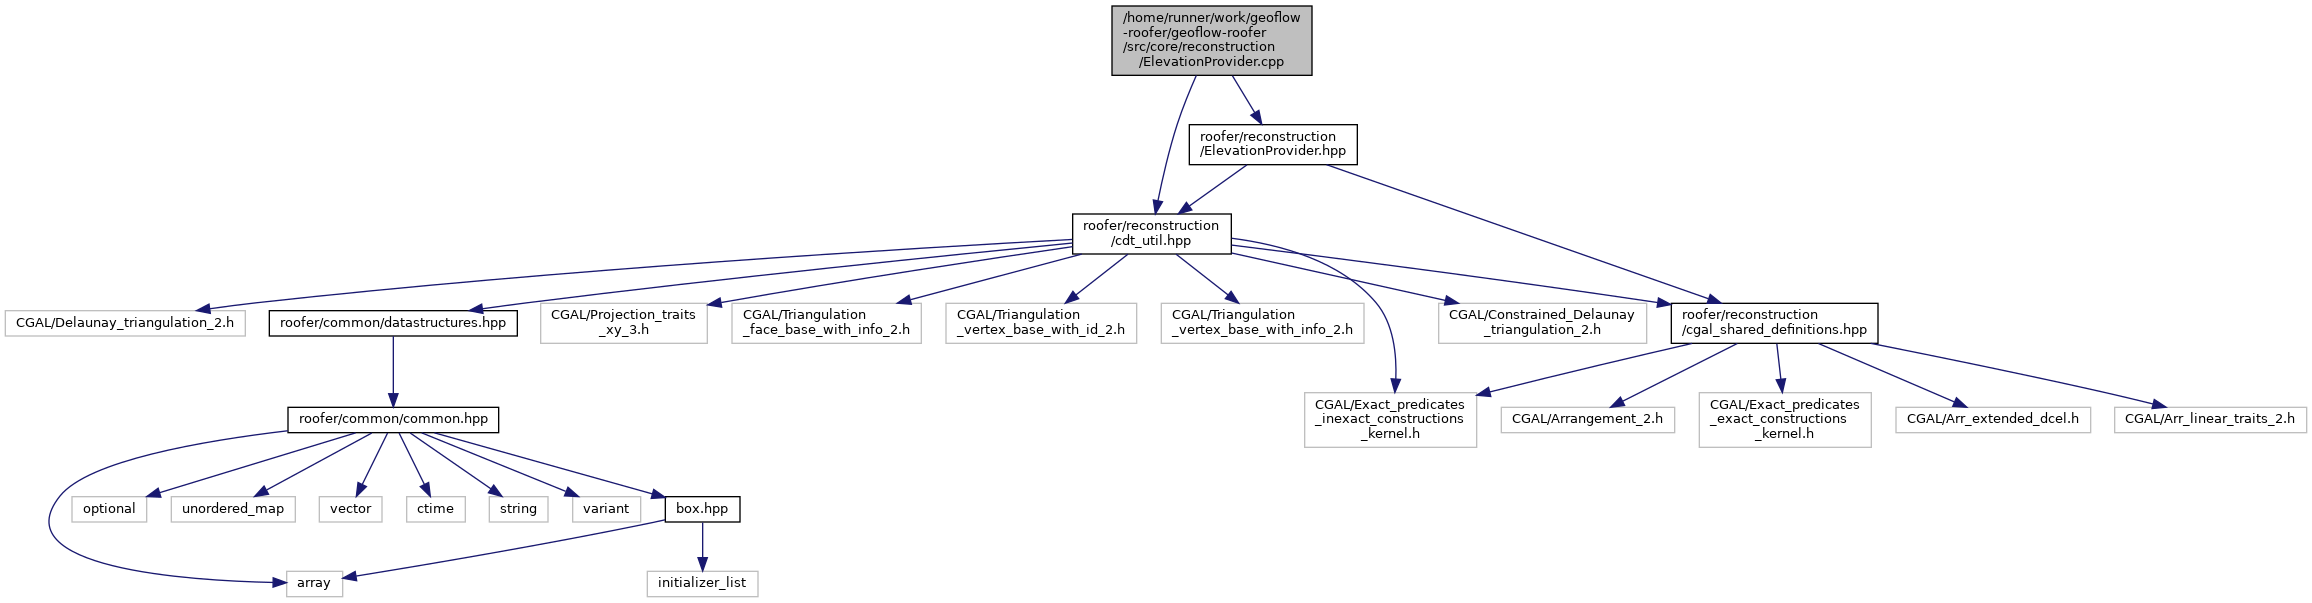 /home/runner/work/geoflow
-roofer/geoflow-roofer
/src/core/reconstruction
/ElevationProvider.cpp
roofer/reconstruction
/ElevationProvider.hpp
roofer/reconstruction
/cdt_util.hpp
CGAL/Delaunay_triangulation_2.h
roofer/common/datastructures.hpp
CGAL/Projection_traits
_xy_3.h
CGAL/Triangulation
_face_base_with_info_2.h
CGAL/Triangulation
_vertex_base_with_id_2.h
CGAL/Triangulation
_vertex_base_with_info_2.h
CGAL/Constrained_Delaunay
_triangulation_2.h
roofer/reconstruction
/cgal_shared_definitions.hpp
roofer/common/common.hpp
CGAL/Exact_predicates
_inexact_constructions
_kernel.h
CGAL/Arrangement_2.h
CGAL/Exact_predicates
_exact_constructions
_kernel.h
CGAL/Arr_extended_dcel.h
CGAL/Arr_linear_traits_2.h
optional
unordered_map
vector
ctime
string
variant
box.hpp
array
initializer_list